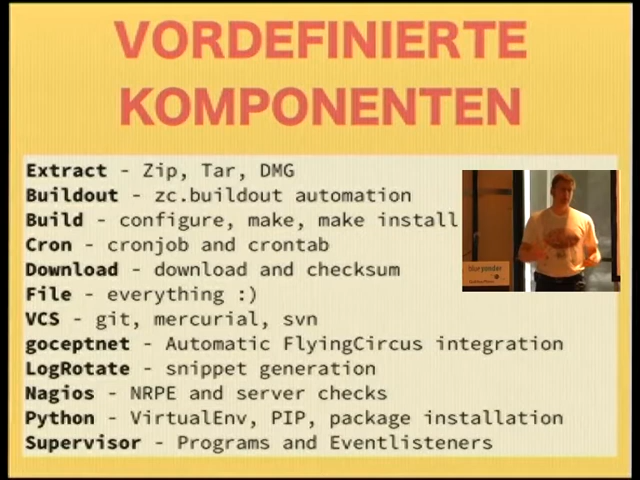 VORDEFINIERTE
KOMPONENTEN
Extract - Zip, Tar, DMG
Buildout - zc.buildout automation
Build - configure, make, make install
Cron - cronjob and crontab
Download - download and checksum
File - everything :)
VCS - git, mercurial, svn
goceptnet - Automatic FlyingCircus integration
LogRotate - snippet generation
Nagios - NRPE and server checks
Python - VirtualEnv, PIP, package installation
Supervisor - Programs and Eventlisteners